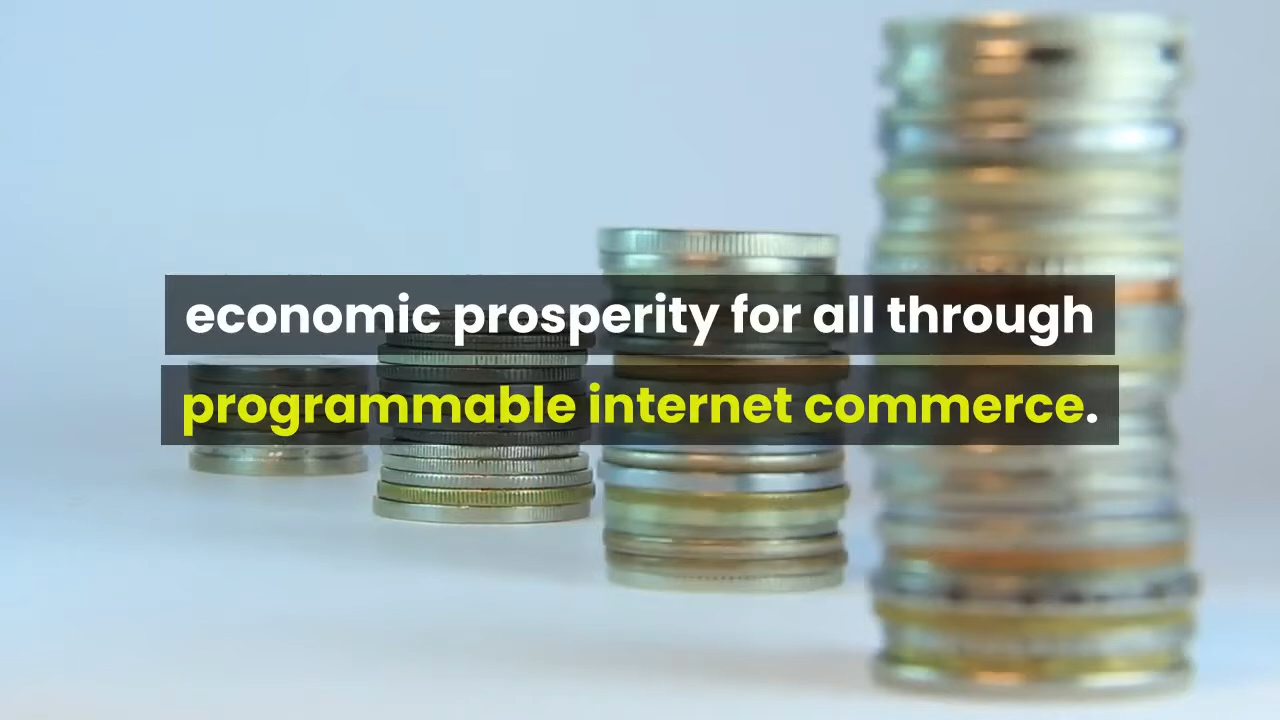 economic prosperity for all through
programmable internet commerce.